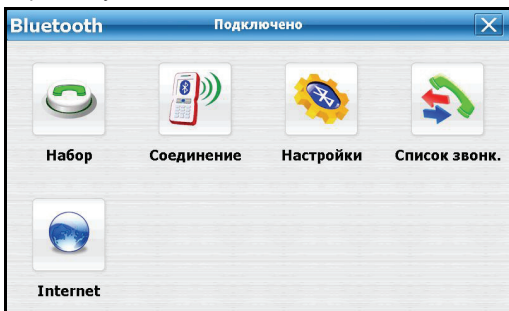 Bluetooth Подключено
Набор Соединение Настройки Список звонк.
Internet